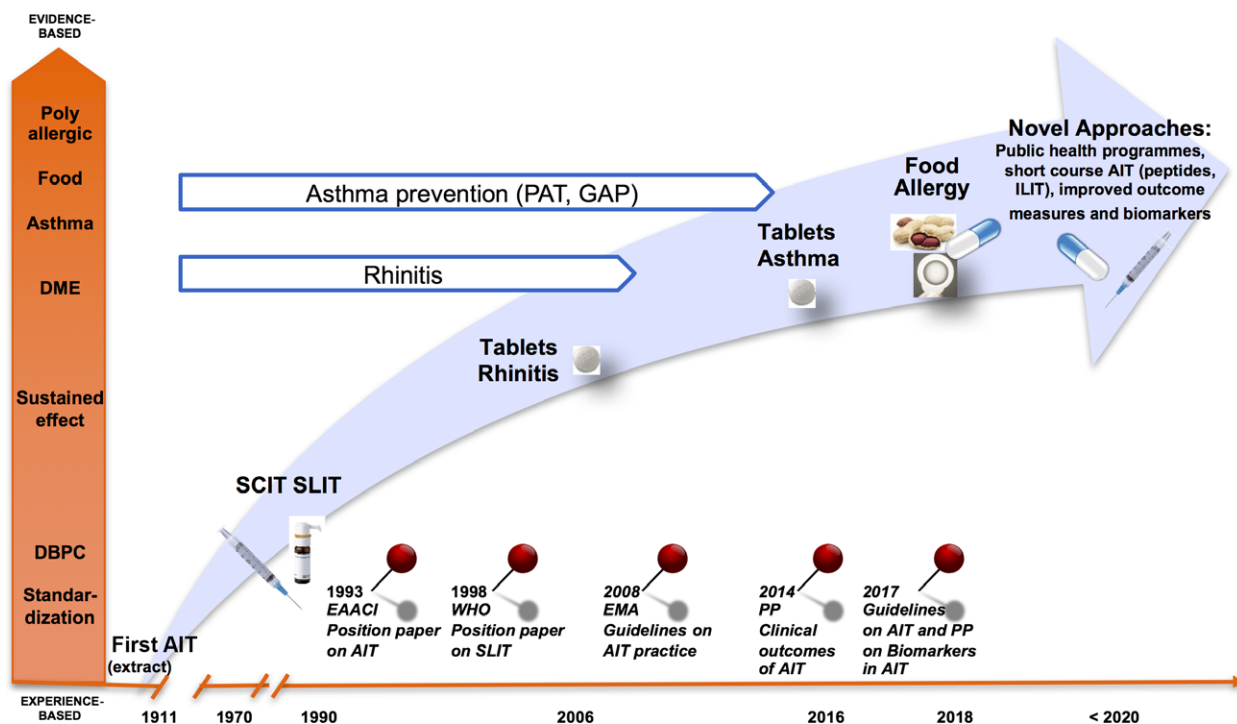 EVIDENCE-
BASED
Poly
allergic
Food
Asthma
DME
Sustained
effect
DBPC
Standar-
dization
EXPERIENCE-
BASED
Asthma prevention (PAT, GAP)
Rhinitis
Novel Approaches:
Public health programmes,
short course AIT (peptides,
ILIT), improved outcome
measures and biomarkers
Food
Allergy
Tablets
Asthma
Tablets
Rhinitis
SCIT SLIT
First AIT
(extract)
1993
EAACI
Position paper
on AIT
1998
WHO
Position paper
on SLIT
2008
EMA
Guidelines on
AIT practice
2014
PP
Clinical
outcomes
of AIT
2017
Guidelines
on AIT and PP
on Biomarkers
in AIT
1911
1970
1990
2006
2016
2018
< 2020